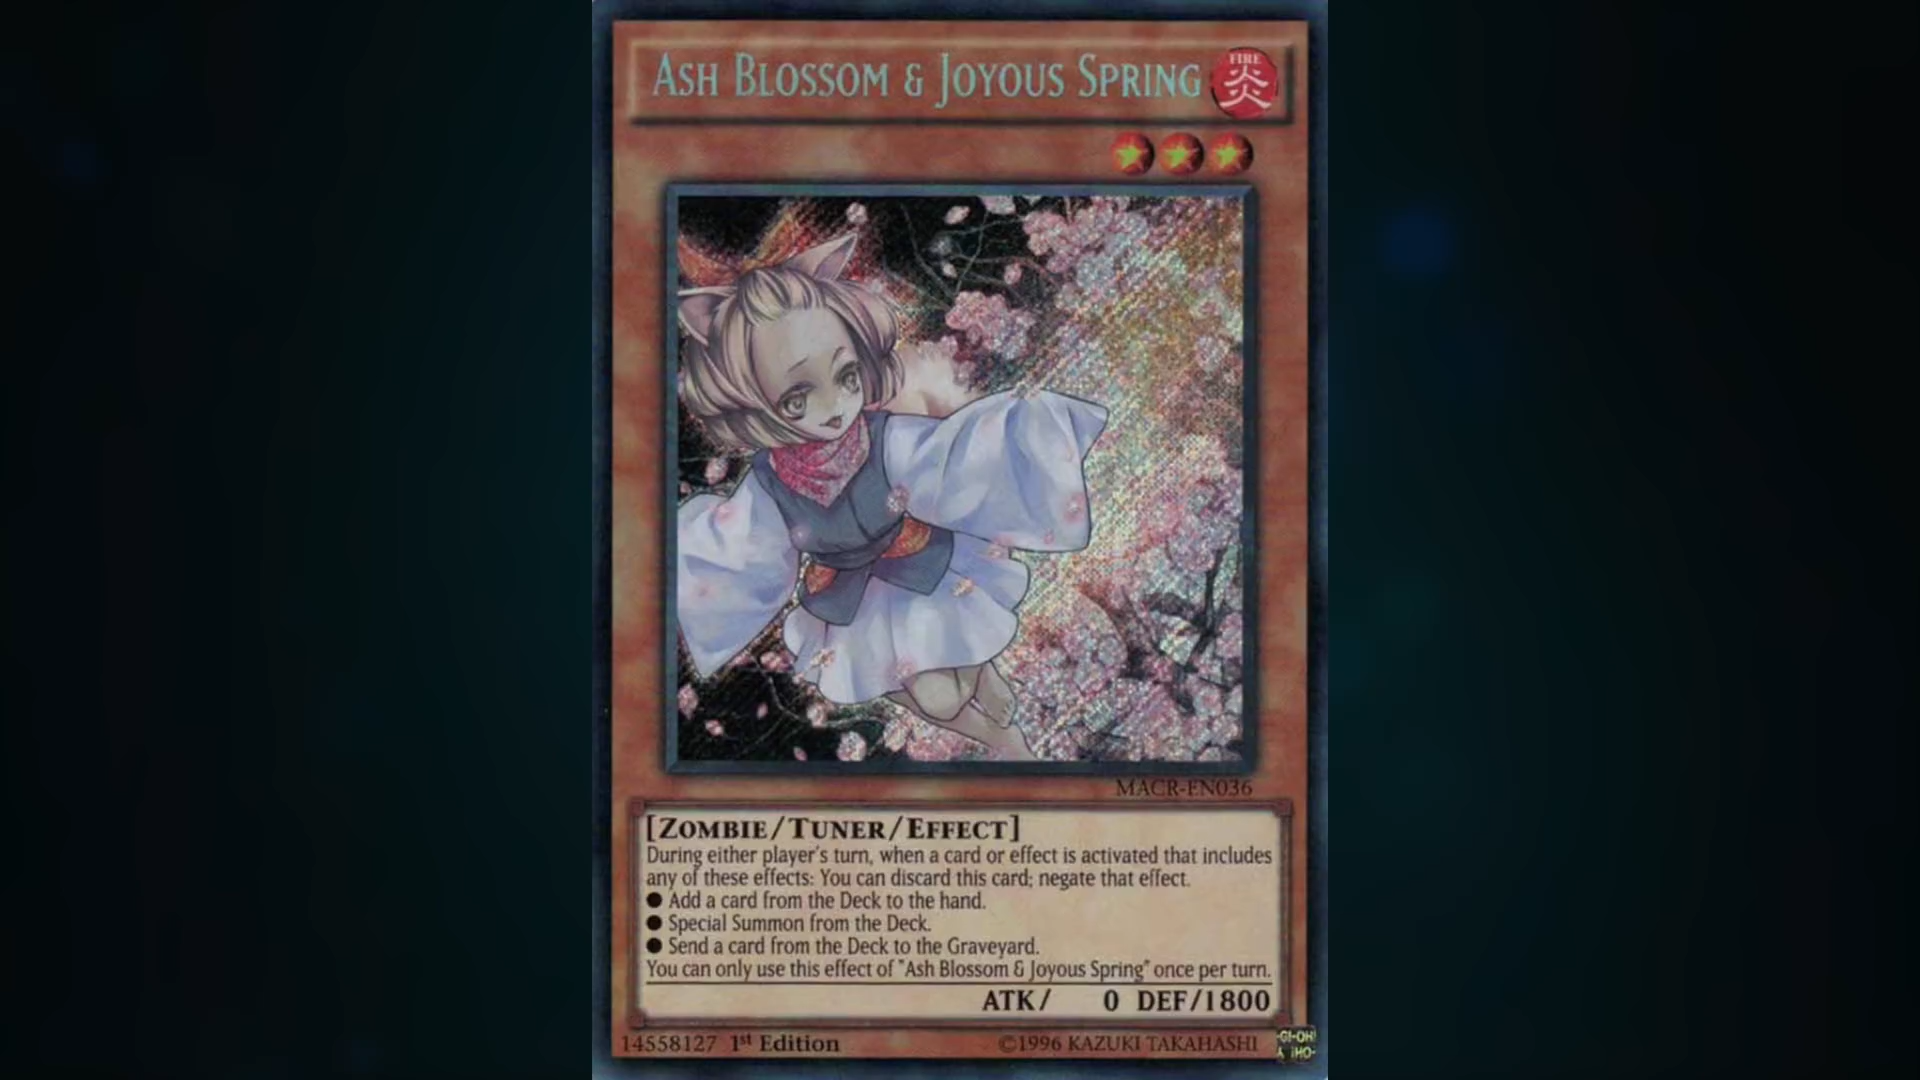 Ash Blossom & Joyous Spring
FIRE
炎
MACR-EN036
[Zombie/Tuner/Effect]
During either player's turn, when a card or effect is activated that includes
any of these effects: You can discard this card; negate that effect.
● Add a card from the Deck to the hand.
● Special Summon from the Deck.
● Send a card from the Deck to the Graveyard.
You can only use this effect of "Ash Blossom & Joyous Spring" once per turn.
ATK/ 0 DEF/1800
14558127 1st Edition ©1996 KAZUKI TAKAHASHI